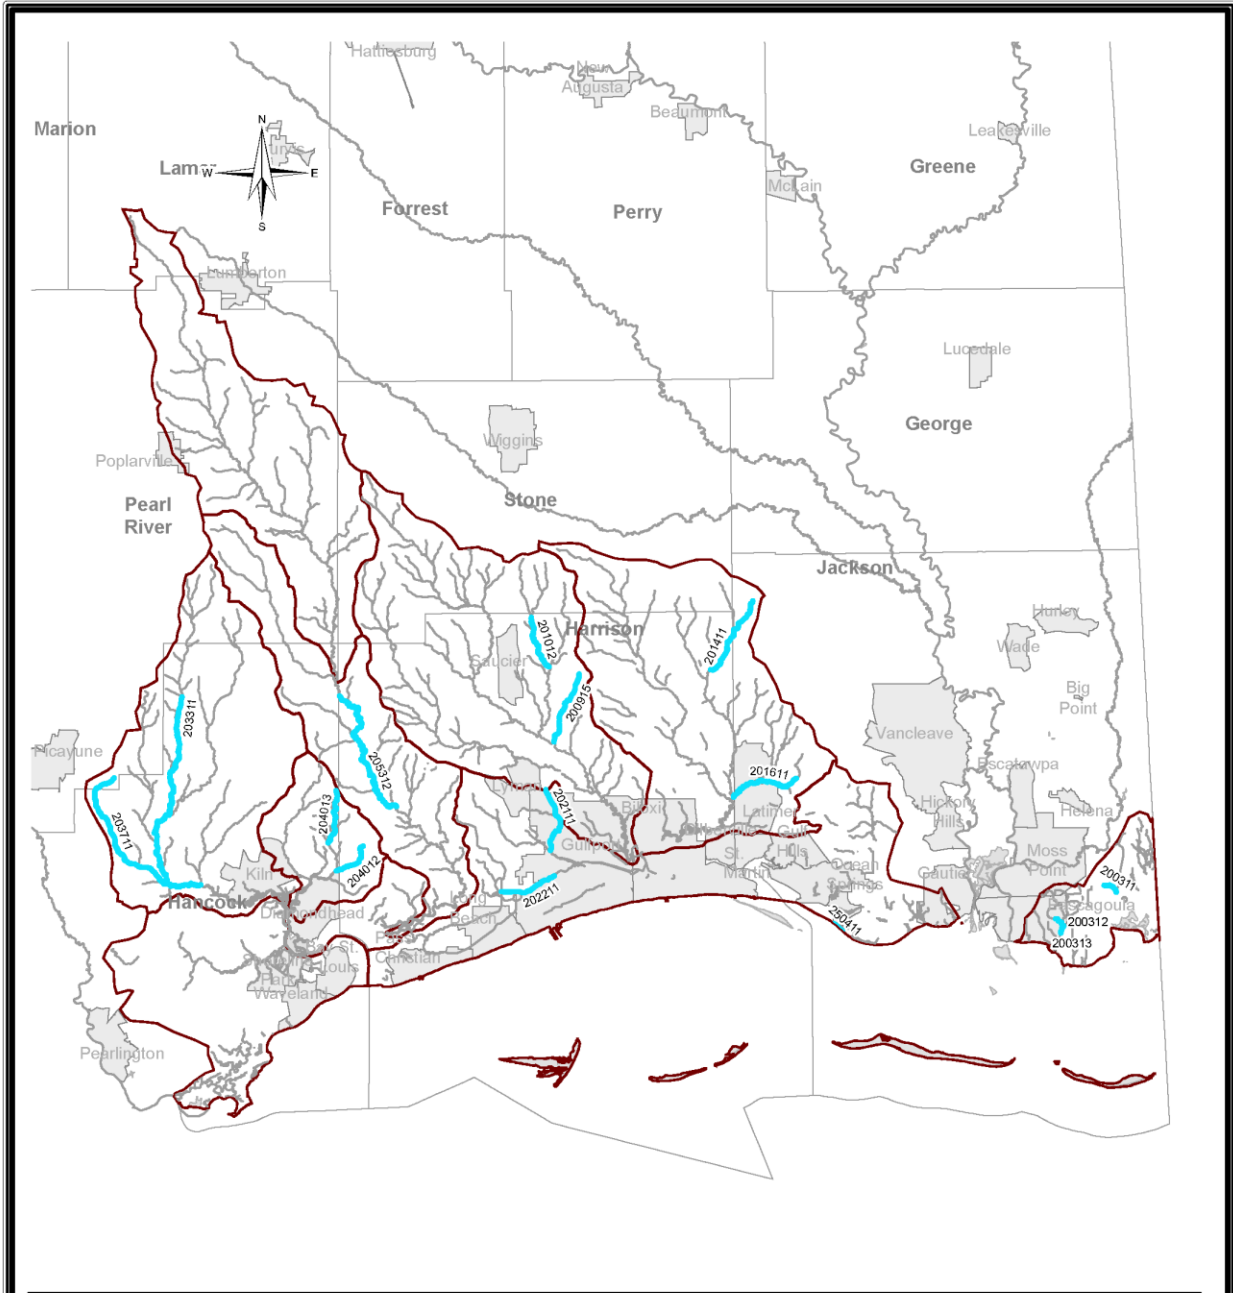 Hattiesburg
New
Augusta
Beaumont
Marion
N
Leakesville
Lamar
W
E
Greene
McLain
Forrest
Perry
S
Lumberton
Lucedale
George
Wiggins
Poplarville
Stone
Pearl
River
Jackson
Hurley
201012
Harrison
201411
Wade
Saucier
Big
Point
200915
203311
Vancleave
Picayune
Escatawpa
205312
201611
Lyman
202111
Biloxi
Latimer
Hickory
Hills
Helena
204013
203711
Gulfport
St.
Martin
Gulf
Hills
Moss
Point
Kiln
204012
Ocean
Springs
Gautier
200311
202211
Long
Beach
Hancock
Diamondhead
Pascagoula
250411
200312
200313
Pass
Christian
Bay St.
Louis
Park
Waveland
Pearlington